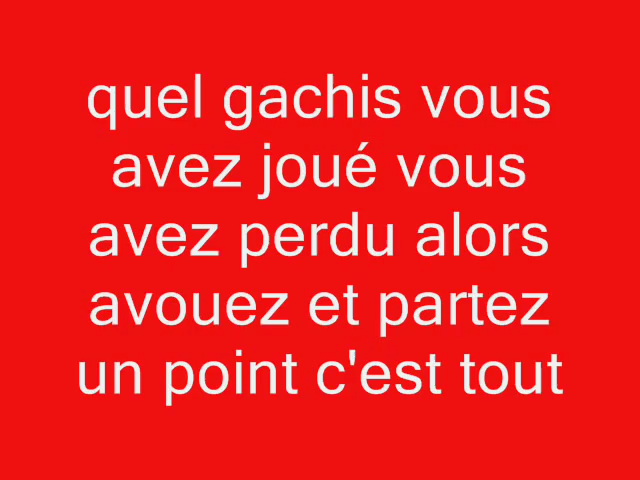 quel gachis vous
avez joué vous
avez perdu alors
avouez et partez
un point c'est tout